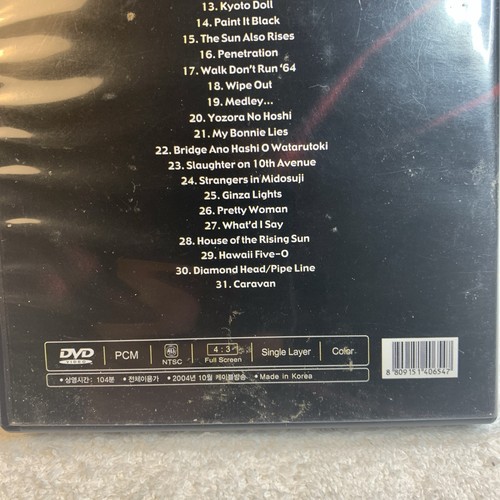 13. Kyoto Doll
14. Paint It Black
15. The Sun Also Rises
16. Penetration
17. Walk Don't Run '64
18. Wipe Out
19. Medley...
20. Yozora No Hoshi
21. My Bonnie Lies
22. Bridge Ano Hashi O Watarutoki
23. Slaughter on 10th Avenue
24. Strangers in Midosuji
25. Ginza Lights
26. Pretty Woman
27. What'd I Say
28. House of the Rising Sun
29. Hawaii Five-O
30. Diamond Head/Pipe Line
31. Caravan
DVD VIDEO PCM ALL NTSC 4:3 Full Screen Single Layer Color
• 상영시간: 104분 • 전체이용가 • 2004년 10월 케이블방송 • Made in Korea
8 809151 406547